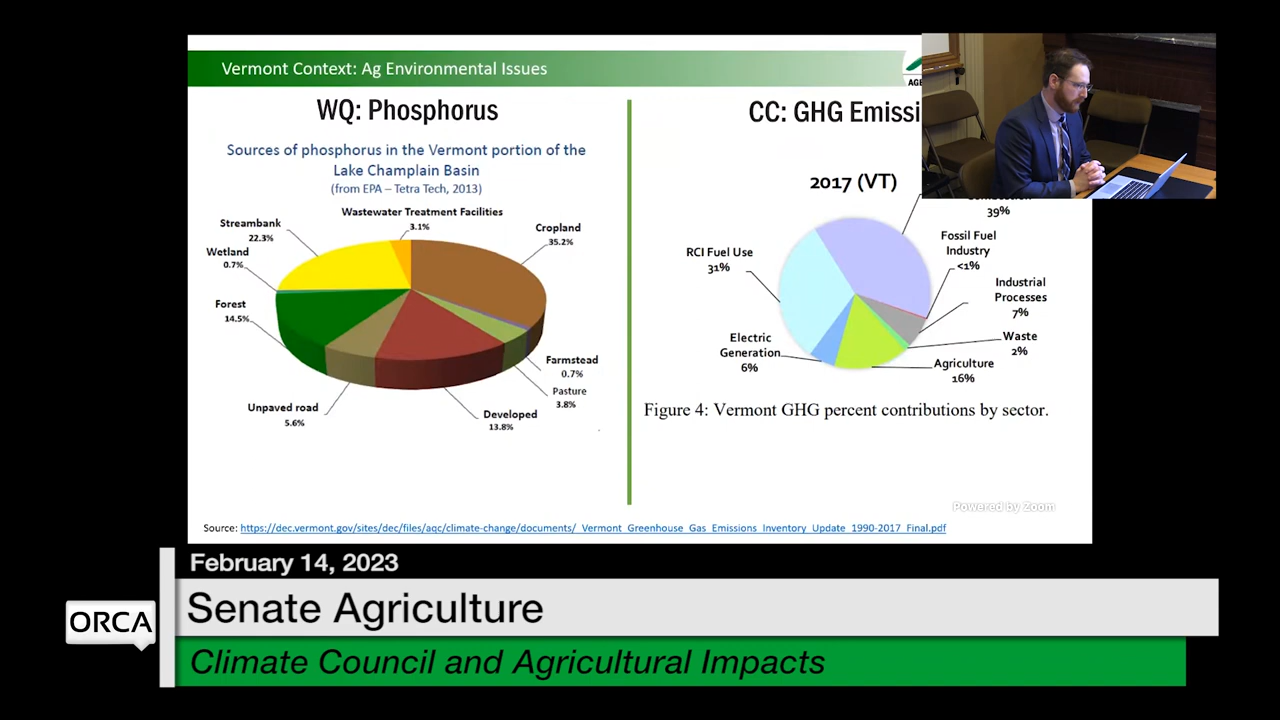 Vermont Context: Ag Environmental Issues
WQ: Phosphorus
Sources of phosphorus in the Vermont portion of the
Lake Champlain Basin
(from EPA – Tetra Tech, 2013)
Wastewater Treatment Facilities
3.1%
Streambank
22.3%
Cropland
35.2%
Wetland
0.7%
Forest
14.5%
Farmstead
0.7%
Pasture
3.8%
Unpaved road
5.6%
Developed
13.8%
CC: GHG
2017 (VT)
39%
RCI Fuel Use
31%
Fossil Fuel
Industry
<1%
Industrial
Processes
7%
Electric
Generation
6%
Waste
2%
Agriculture
16%
Figure 4: Vermont GHG percent contributions by sector.
Powered by Zoom
Source: https://dec.vermont.gov/sites/dec/files/aqc/climate-change/documents/_Vermont_Greenhouse_Gas_Emissions_Inventory_Update_1990-2017_Final.pdf
February 14, 2023
Senate Agriculture
ORCA
Climate Council and Agricultural Impacts